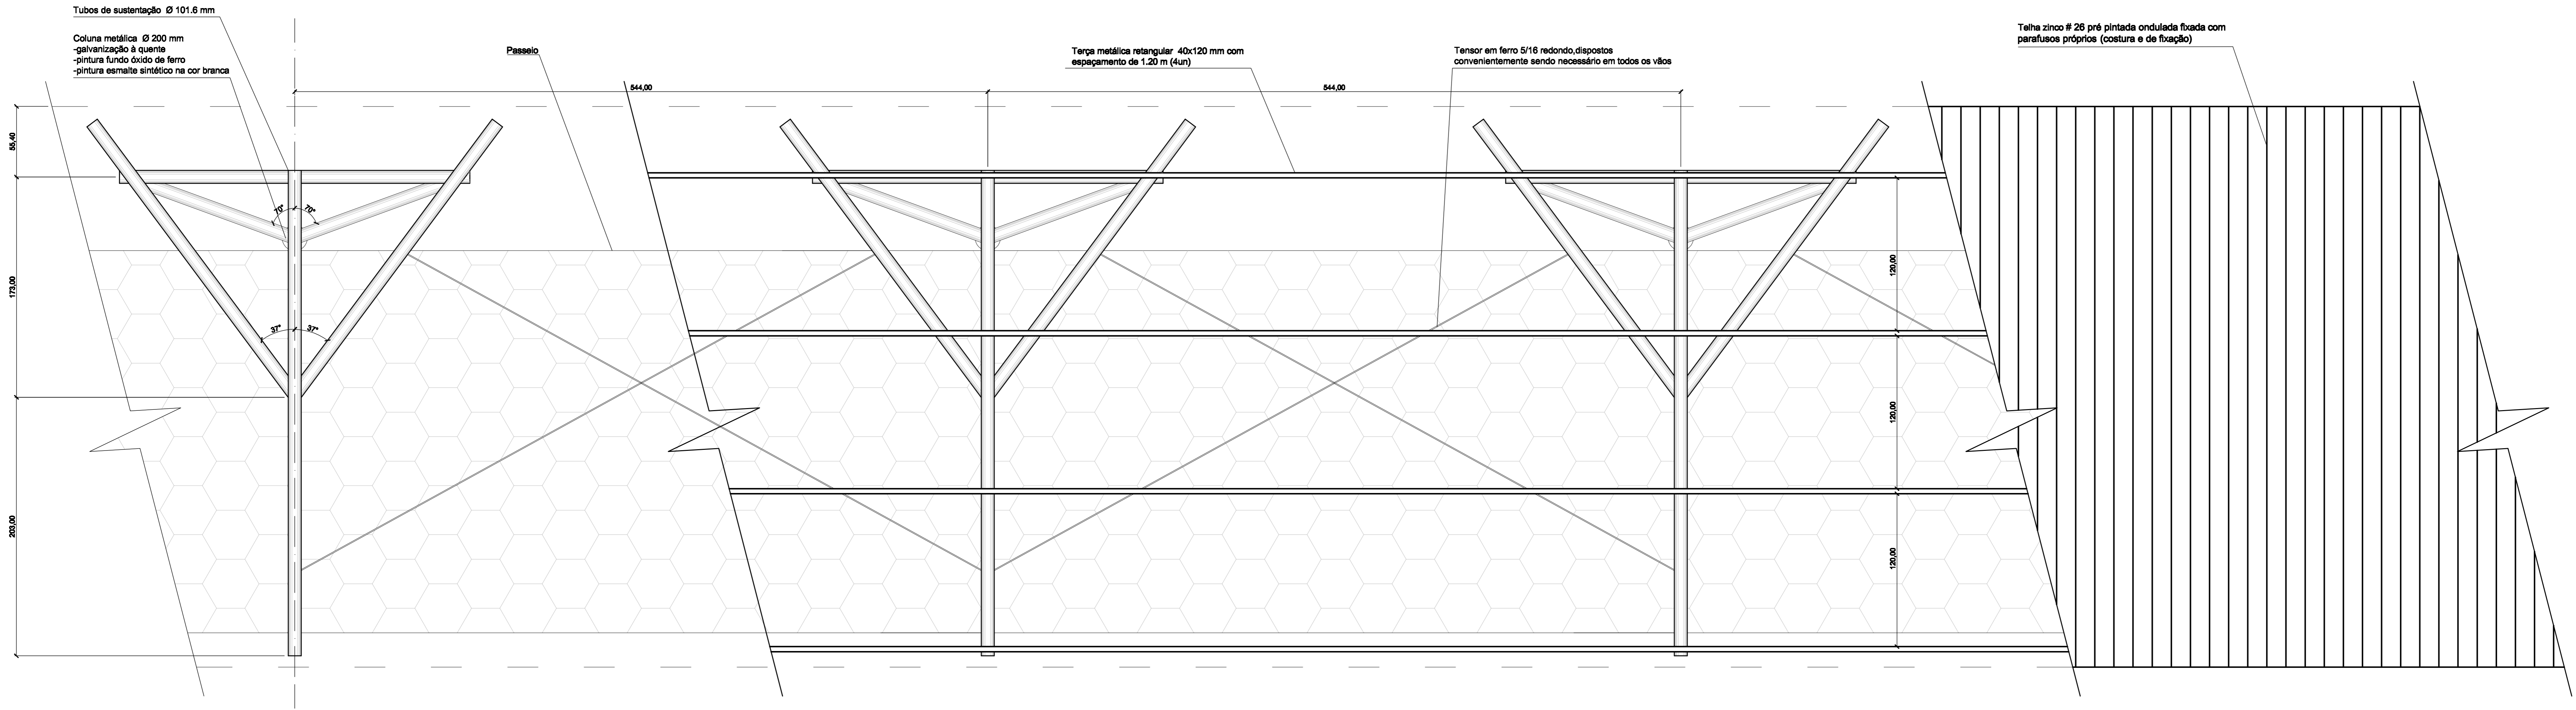 Tubos de sustentação Ø 101.6 mm
Coluna metálica Ø 200 mm
-galvanização à quente
-pintura fundo óxido de ferro
-pintura esmalte sintético na cor branca
Passeio
Terça metálica retangular 40x120 mm com
espaçamento de 1.20 m (4un)
Tensor em ferro 5/16 redondo,dispostos
convenientemente sendo necessário em todos os vãos
Telha zinco # 26 pré pintada ondulada fixada com
parafusos próprios (costura e de fixação)
544,00
544,00
55,40
173,00
203,00
70°
70°
37°
37°
120,00
120,00
120,00